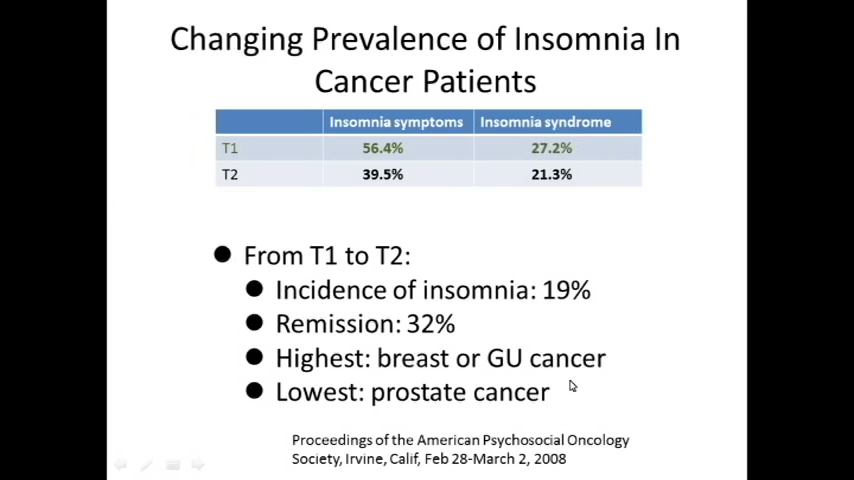 Changing Prevalence of Insomnia In
Cancer Patients
Insomnia symptoms Insomnia syndrome
T1 56.4% 27.2%
T2 39.5% 21.3%
From T1 to T2:
Incidence of insomnia: 19%
Remission: 32%
Highest: breast or GU cancer
Lowest: prostate cancer
Proceedings of the American Psychosocial Oncology
Society, Irvine, Calif, Feb 28-March 2, 2008